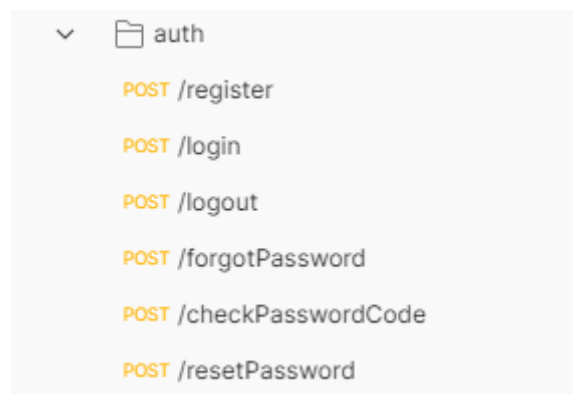 auth
POST /register
POST /login
POST /logout
POST /forgotPassword
POST /checkPasswordCode
POST /resetPassword